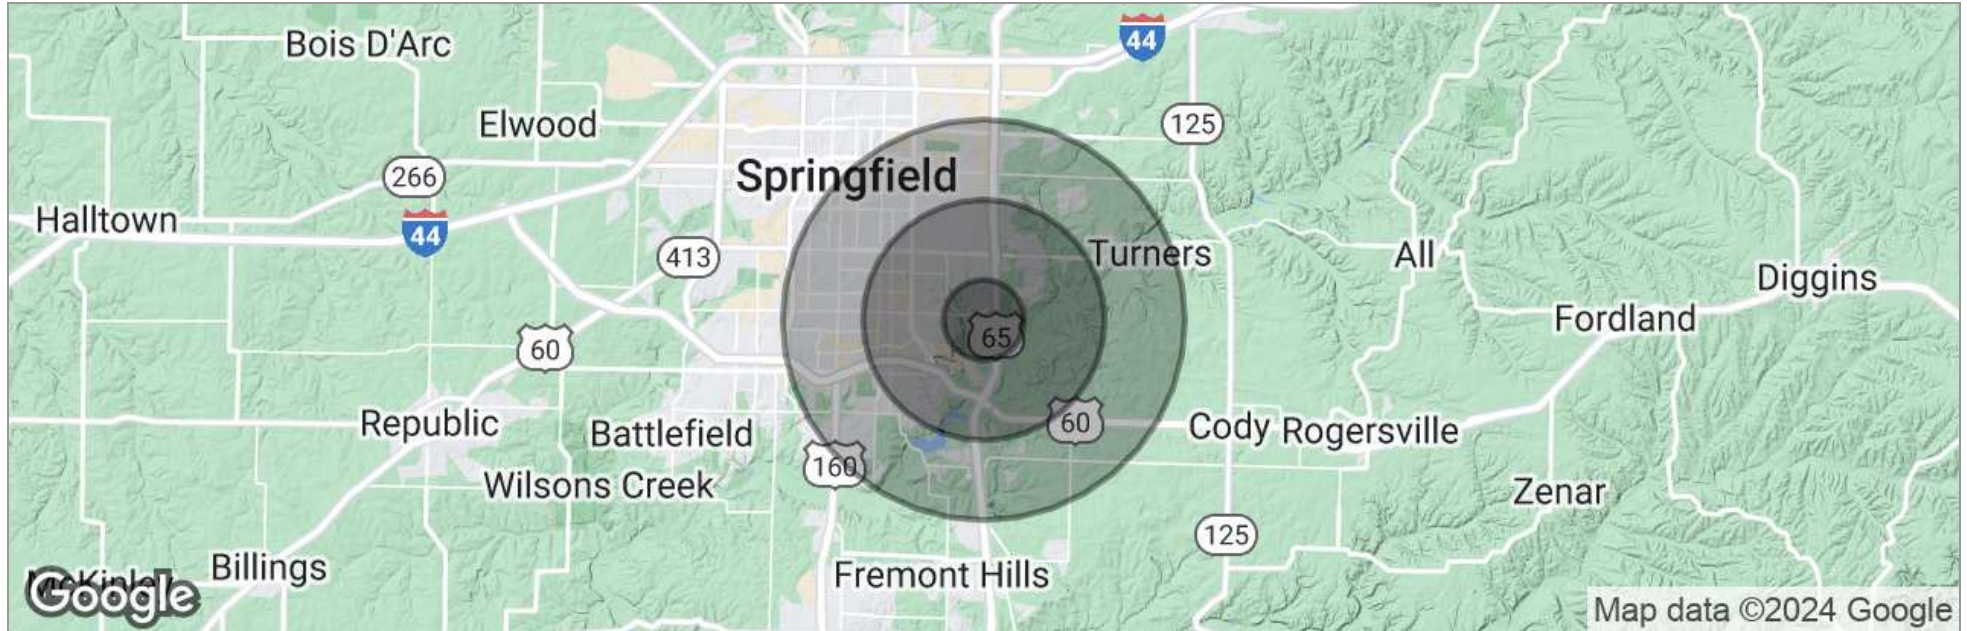 Bois D'Arc
44
Elwood
125
Springfield
266
Halltown
44
413
Turners
All
Diggins
Fordland
65
60
Republic
Battlefield
60
Cody
Rogersville
160
Wilsons Creek
Zenar
125
Billings
Fremont Hills
McKinley
Google
Map data ©2024 Google